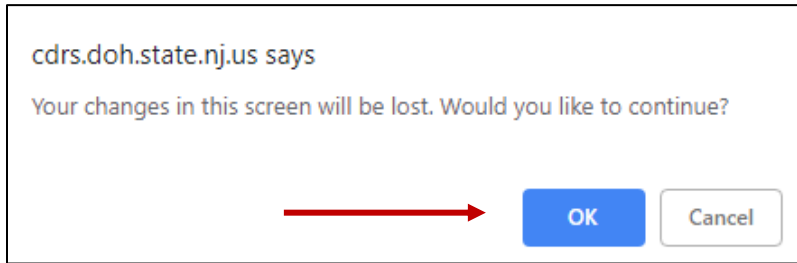 cdrs.doh.state.nj.us says
Your changes in this screen will be lost. Would you like to continue?
OK Cancel